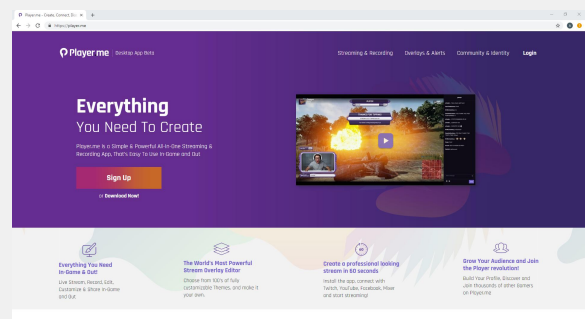 Player.me - Create, Connect, Disc
https://player.me
Player me
Desktop App Beta
Streaming & Recording
Overlays & Alerts
Community & Identity
Login
Everything
You Need To Create
Player.me is a Simple & Powerful All-in-One Streaming &
Recording App, That's Easy To Use In-Game and Out
Sign Up
or Download Now!
Everything You Need
In-Game & Out!
Live Stream, Record, Edit,
Customize & Share In-Game
and Out
The World's Most Powerful
Stream Overlay Editor
Choose from 100's of fully
customizable Themes, and make it
your own.
60
Create a professional looking
stream in 60 seconds
Install the app, connect with
Twitch, YouTube, Facebook, Mixer
and start streaming!
Grow Your Audience and Join
the Player revolution!
Build Your Profile, Discover and
Join thousands of other Gamers
on Player.me